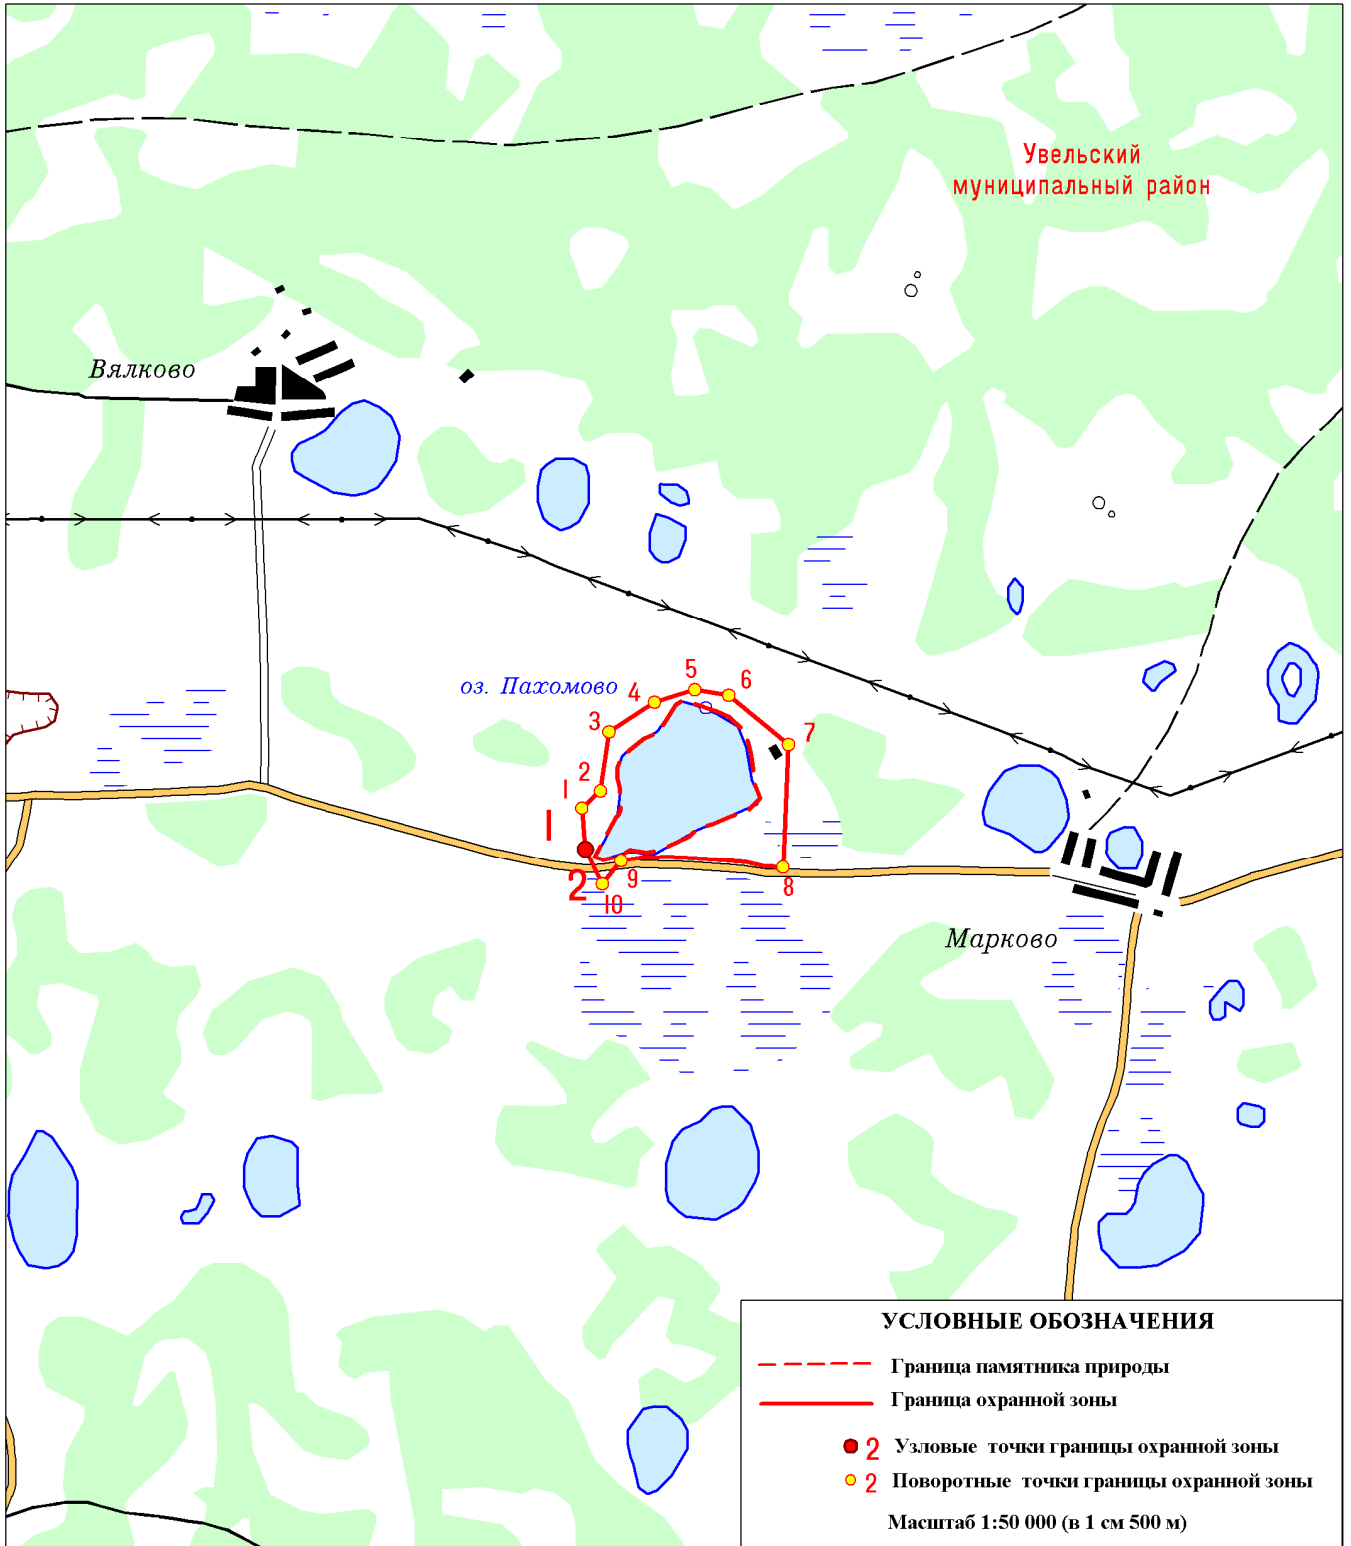 Увельский
муниципальный район
Вялково
оз. Пахомово
5
6
4
3
7
2
1
1
9
2
10
8
Марково
УСЛОВНЫЕ ОБОЗНАЧЕНИЯ
Граница памятника природы
Граница охранной зоны
2 Узловые точки границы охранной зоны
2 Поворотные точки границы охранной зоны
Масштаб 1:50 000 (в 1 см 500 м)